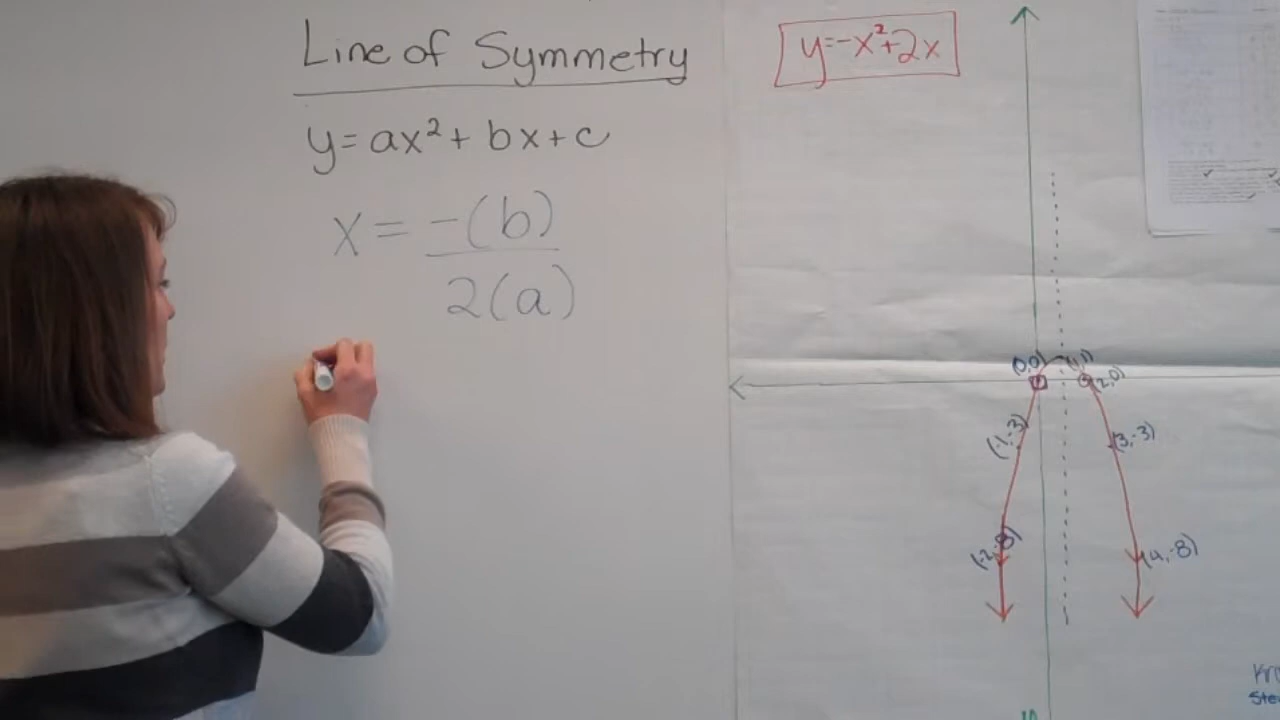 Line of Symmetry
y=ax²+bx+c
x = -(b)
2(a)
y=-x²+2x
(0,0)
(1,1)
(2,0)
(-1,-3)
(3,-3)
(-2,-8)
(4,-8)
10